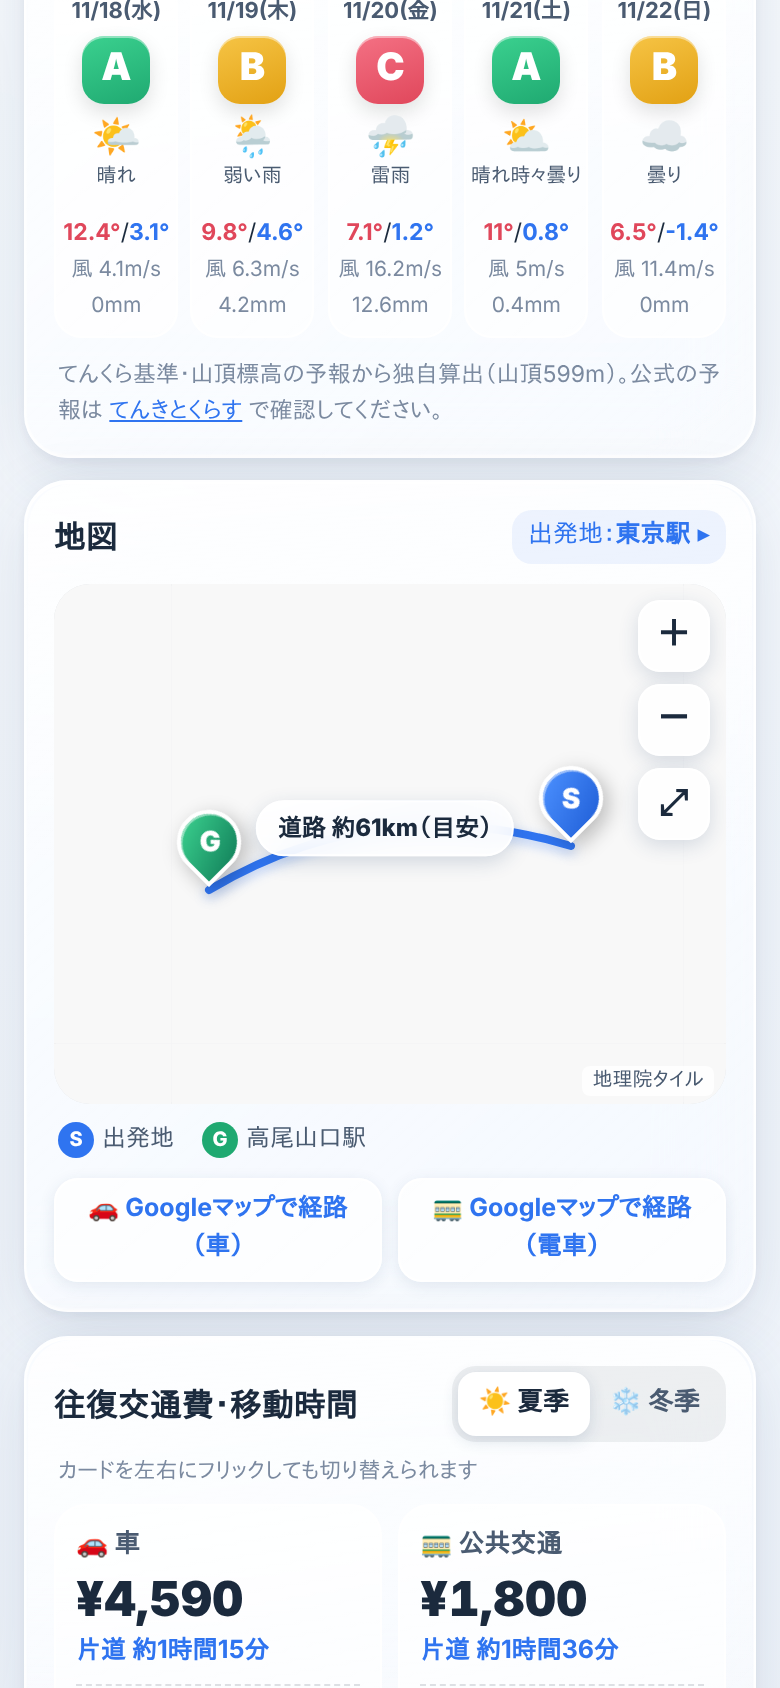 11/18(水) 11/19(木) 11/20(金) 11/21(土) 11/22(日)
A B C A B
晴れ 弱い雨 雷雨 晴れ時々曇り 曇り
12.4°/3.1° 9.8°/4.6° 7.1°/1.2° 11°/0.8° 6.5°/-1.4°
風 4.1m/s 風 6.3m/s 風 16.2m/s 風 5m/s 風 11.4m/s
0mm 4.2mm 12.6mm 0.4mm 0mm
てんくら基準・山頂標高の予報から独自算出（山頂599m）。公式の予
報は てんきとくらす で確認してください。
地図
出発地：東京駅 ▸
+
−
S
道路 約61km（目安）
G
地理院タイル
S 出発地 G 高尾山口駅
🚗 Googleマップで経路
（車）
🚃 Googleマップで経路
（電車）
往復交通費・移動時間
☀️ 夏季 ❄️ 冬季
カードを左右にフリックしても切り替えられます
🚗 車
¥4,590
片道 約1時間15分
🚃 公共交通
¥1,800
片道 約1時間36分